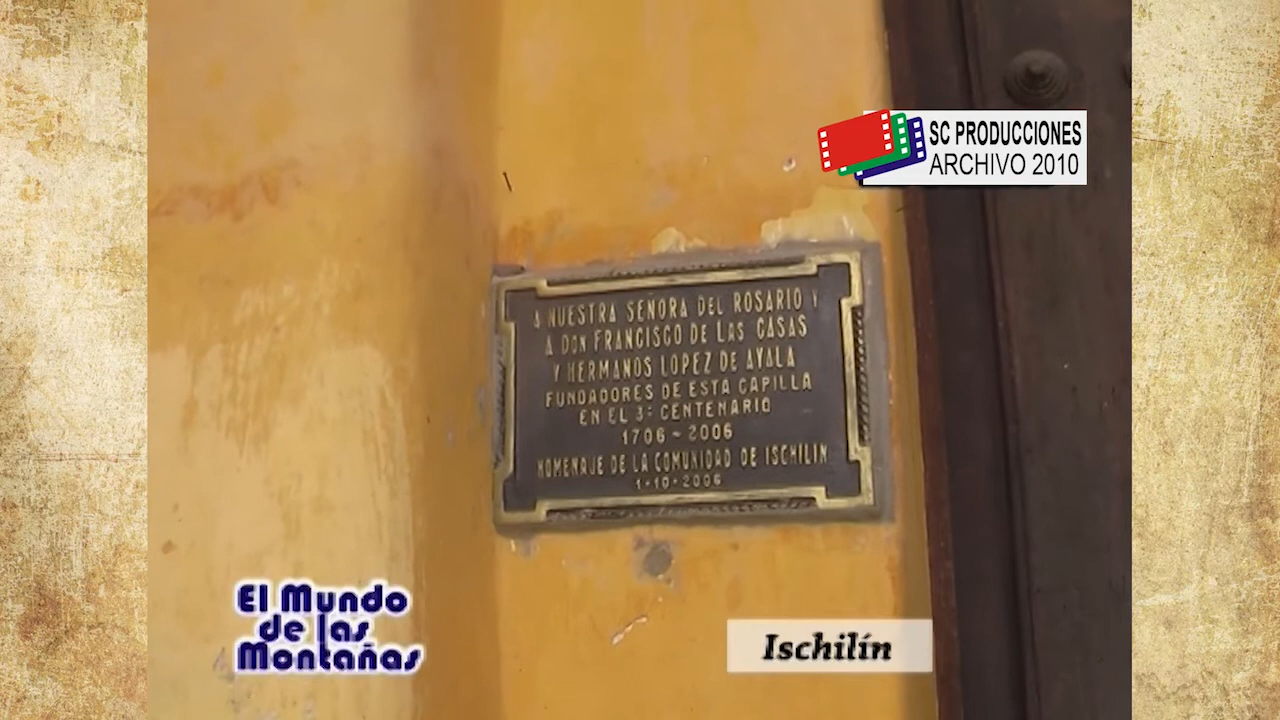 SC PRODUCCIONES
ARCHIVO 2010
A NUESTRA SEÑORA DEL ROSARIO Y
A DON FRANCISCO DE LAS CASAS
Y HERMANOS LOPEZ DE AYALA
FUNDADORES DE ESTA CAPILLA
EN EL 3º CENTENARIO
1706 - 2006
HOMENAJE DE LA COMUNIDAD DE ISCHILIN
1-10-2006
El Mundo
de las
Montañas
Ischilín